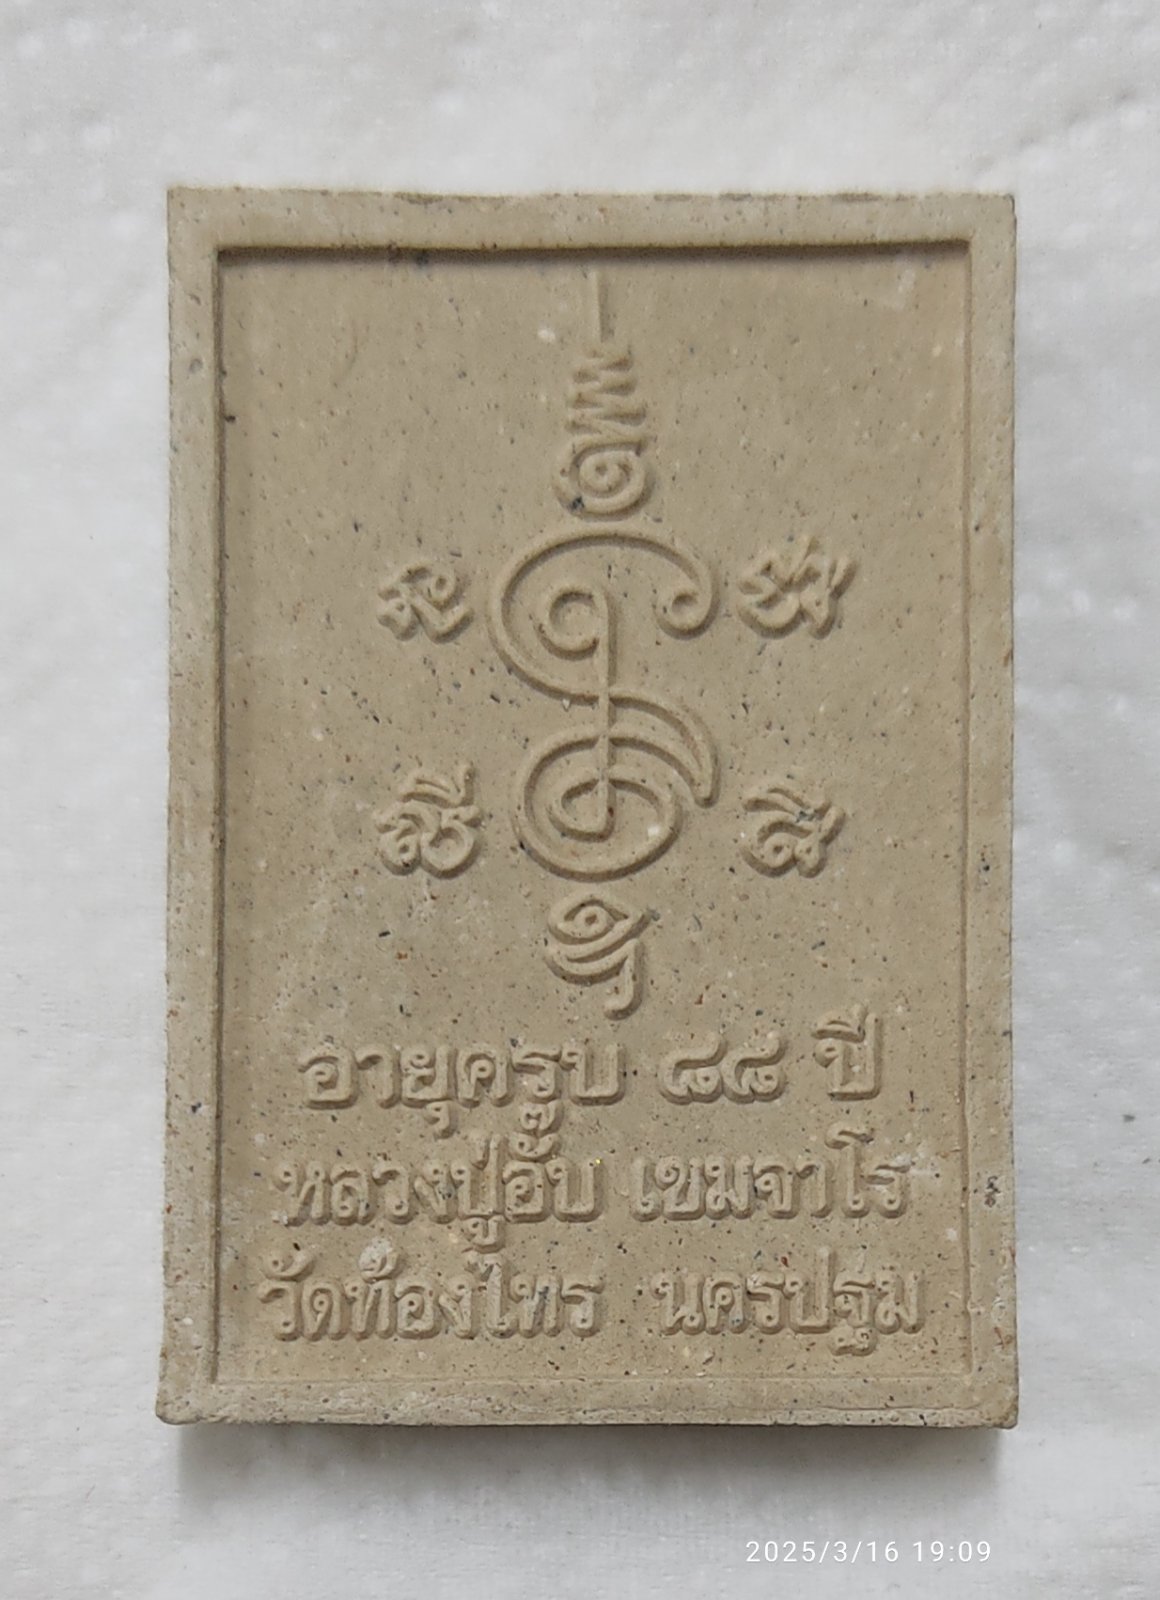 อายุครบ ๘๘ ปี
หลวงปู่อั๊บ เขมจาโร
วัดท้องไทร นครปฐม
2025/3/16 19:09